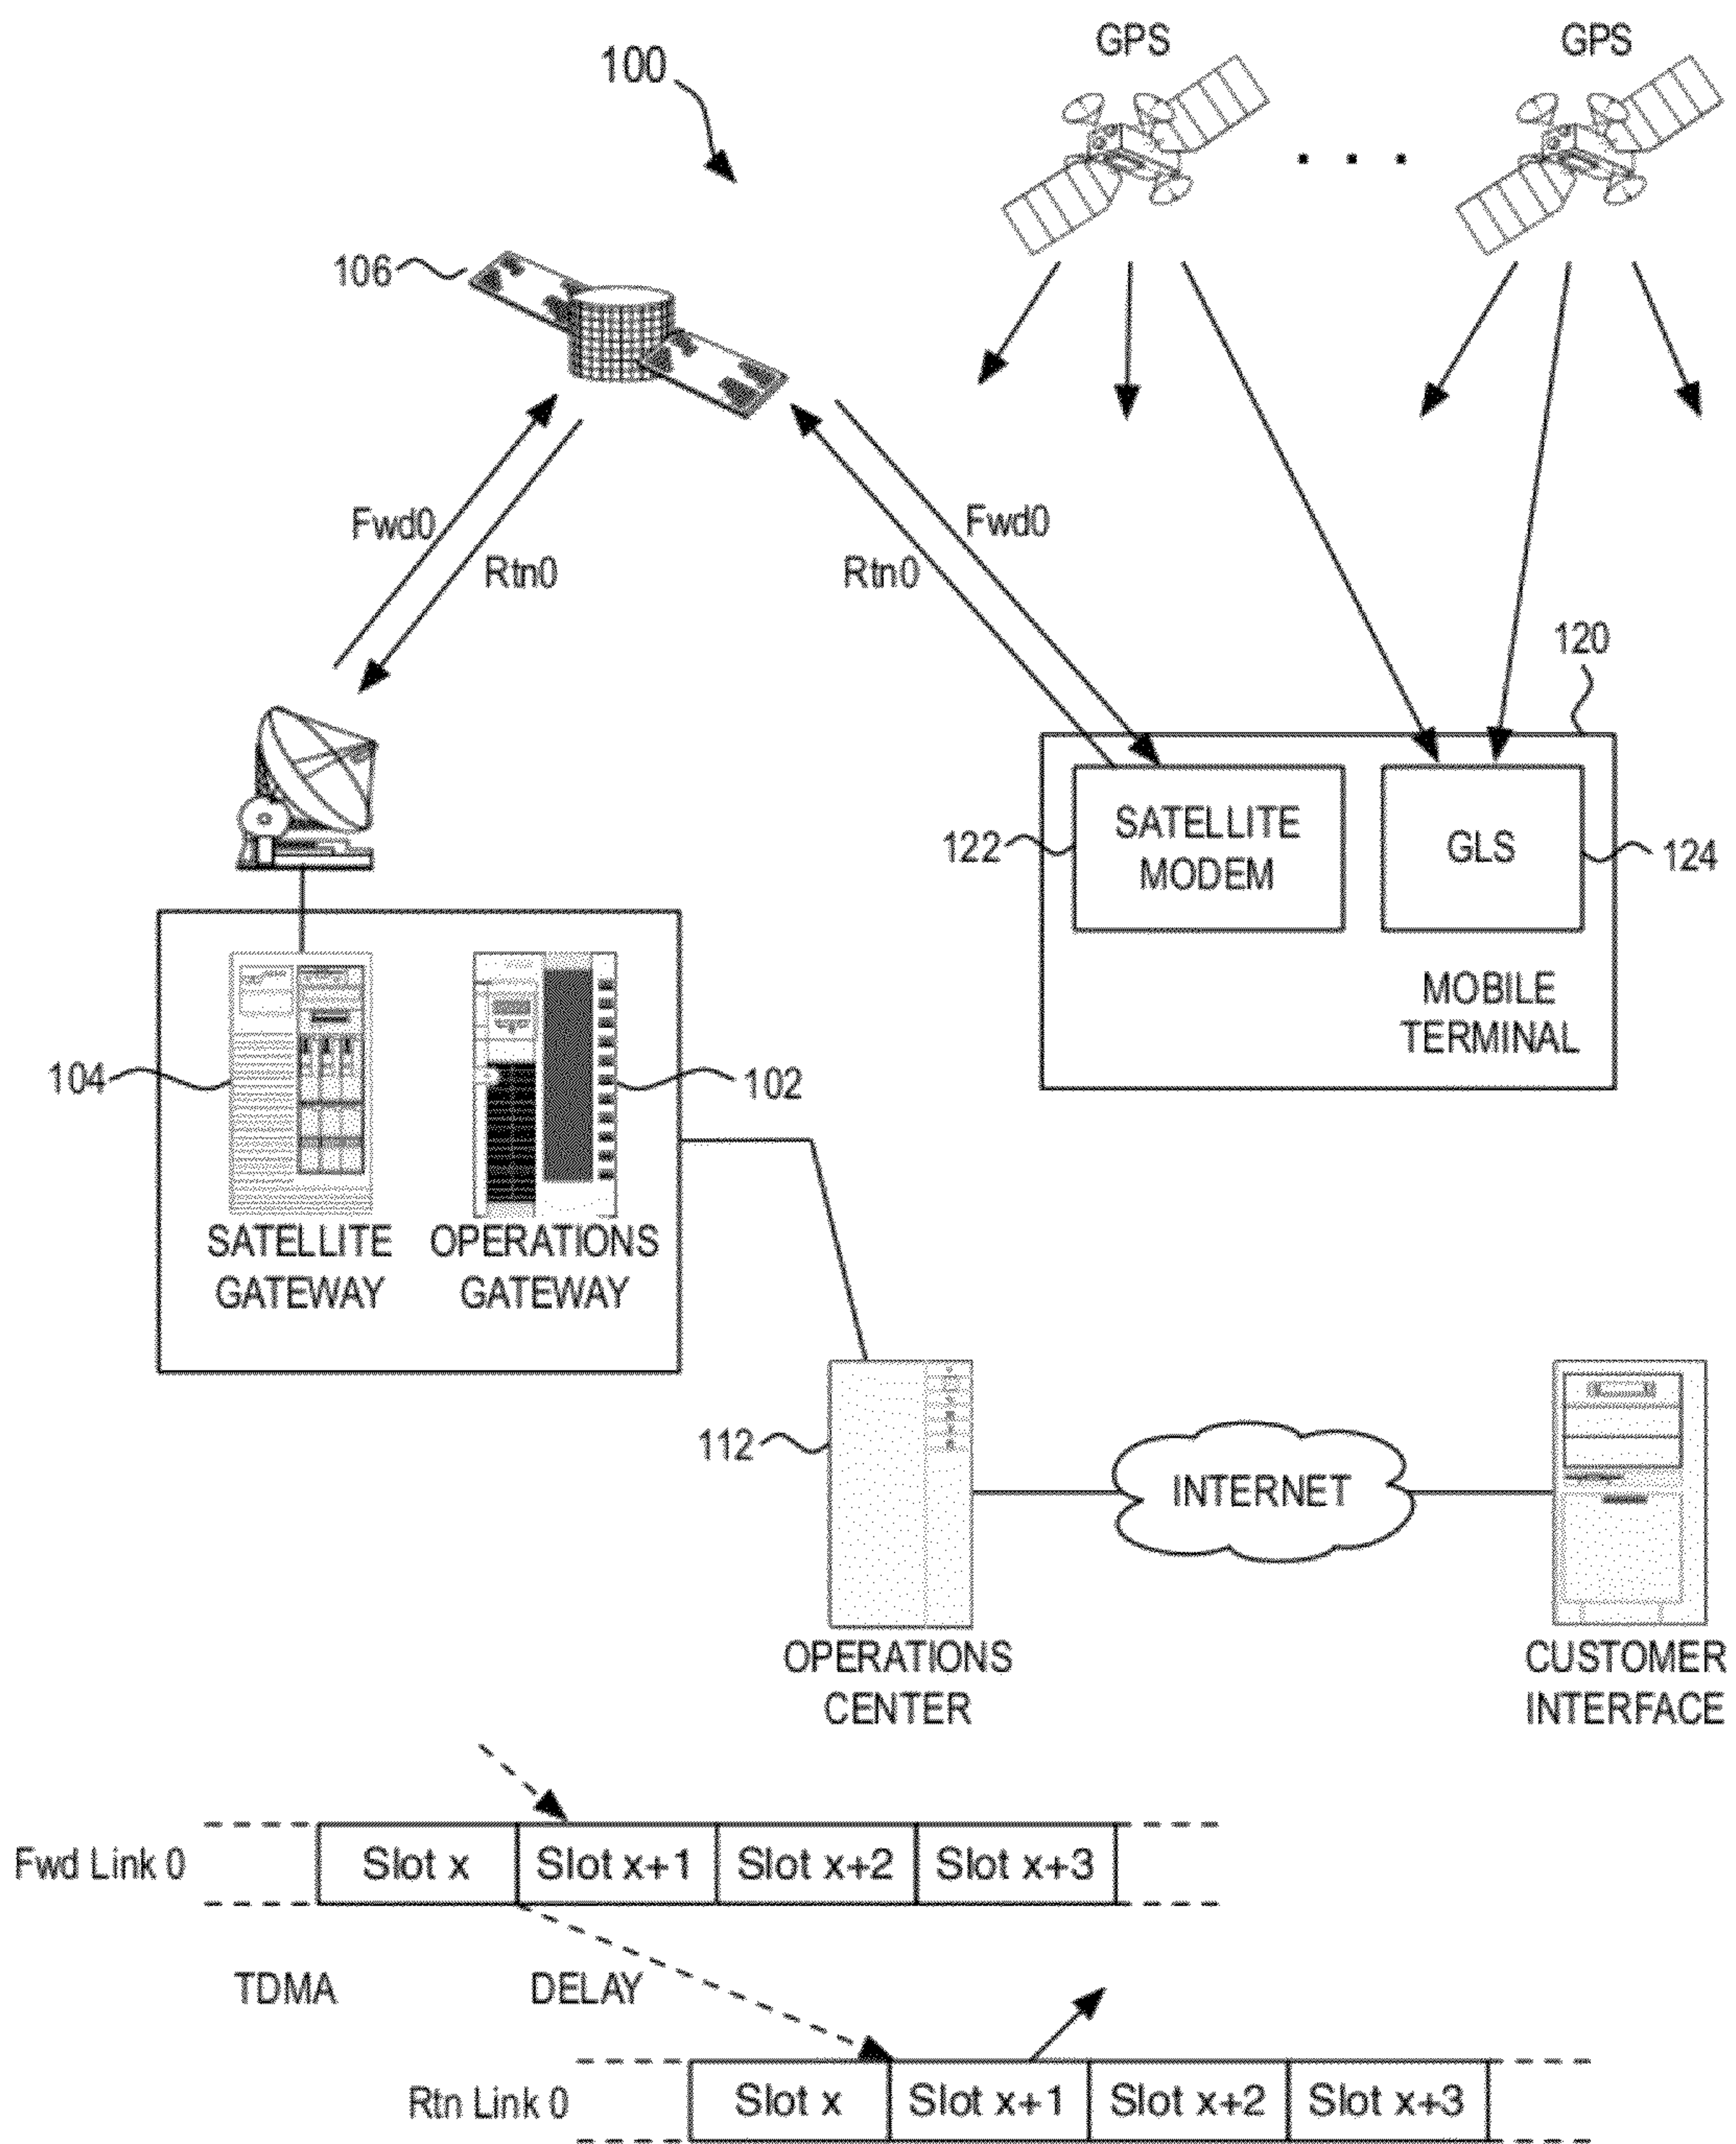 GPS
GPS
100
106
Fwd0
Fwd0
Rtn0
Rtn0
120
122
SATELLITE
MODEM
GLS
124
MOBILE
TERMINAL
104
102
SATELLITE
GATEWAY
OPERATIONS
GATEWAY
112
INTERNET
OPERATIONS
CENTER
CUSTOMER
INTERFACE
Fwd Link 0
Slot x
Slot x+1
Slot x+2
Slot x+3
TDMA
DELAY
Rtn Link 0
Slot x
Slot x+1
Slot x+2
Slot x+3